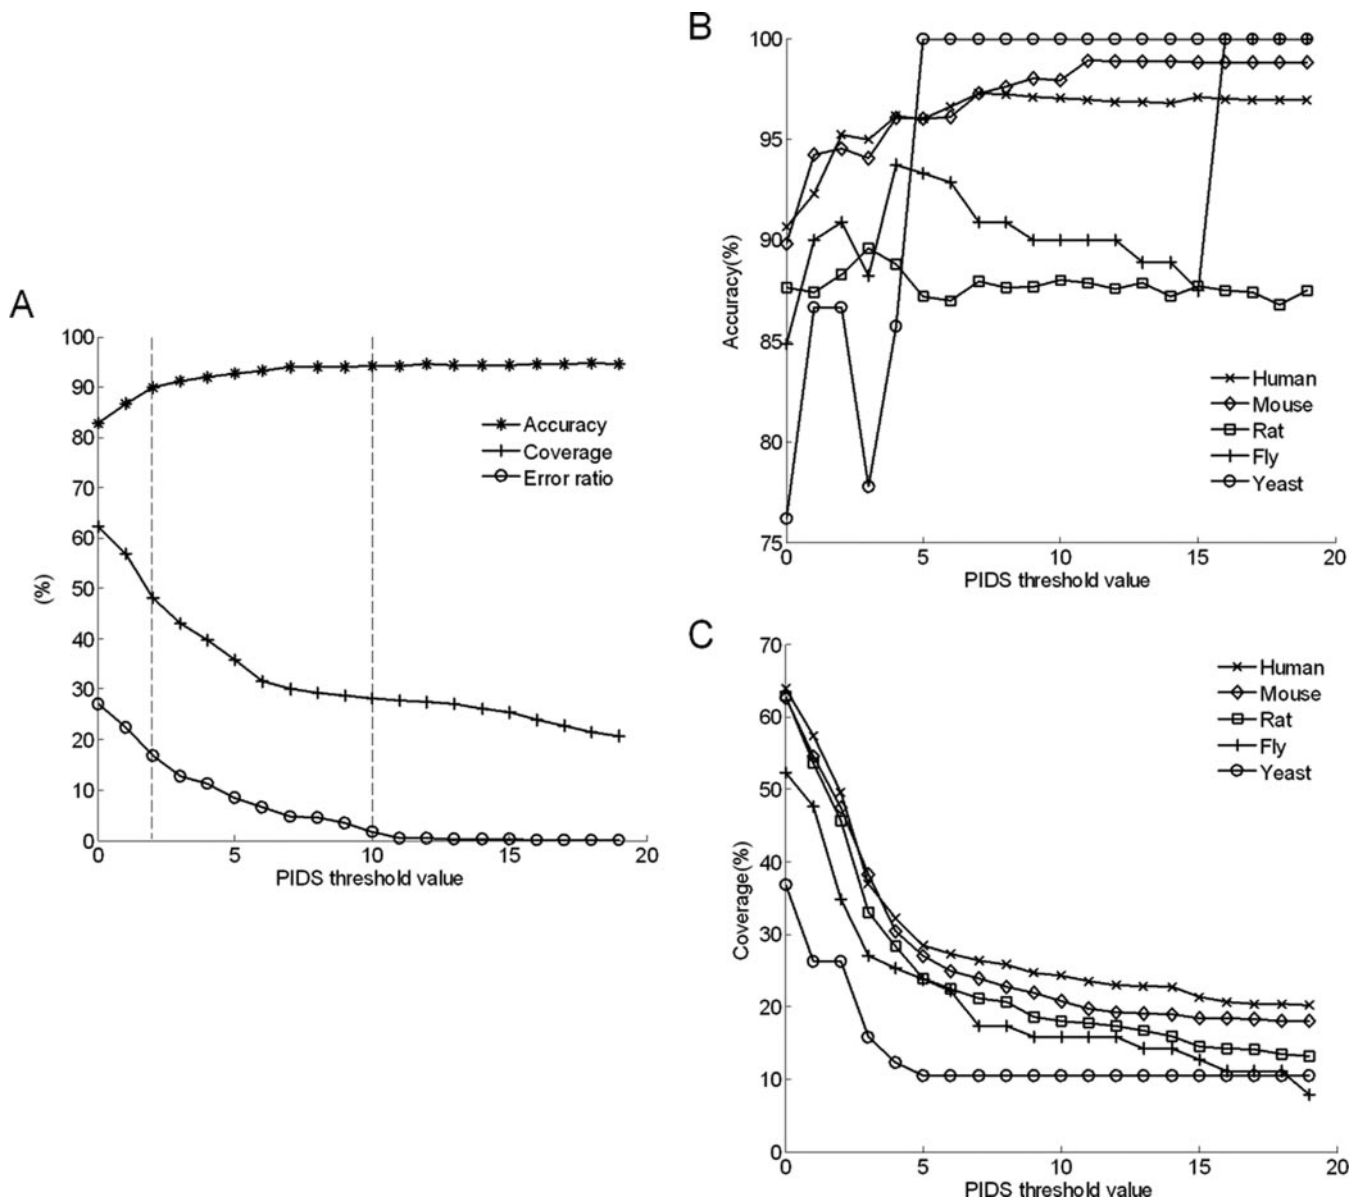 A
100
90
80
70
60
50
40
30
20
10
0
(%)
0
5
10
15
20
PIDS threshold value
Accuracy
Coverage
Error ratio
B
100
95
90
85
80
75
Accuracy(%)
0
5
10
15
20
PIDS threshold value
Human
Mouse
Rat
Fly
Yeast
C
70
60
50
40
30
20
10
0
Coverage(%)
0
5
10
15
20
PIDS threshold value
Human
Mouse
Rat
Fly
Yeast